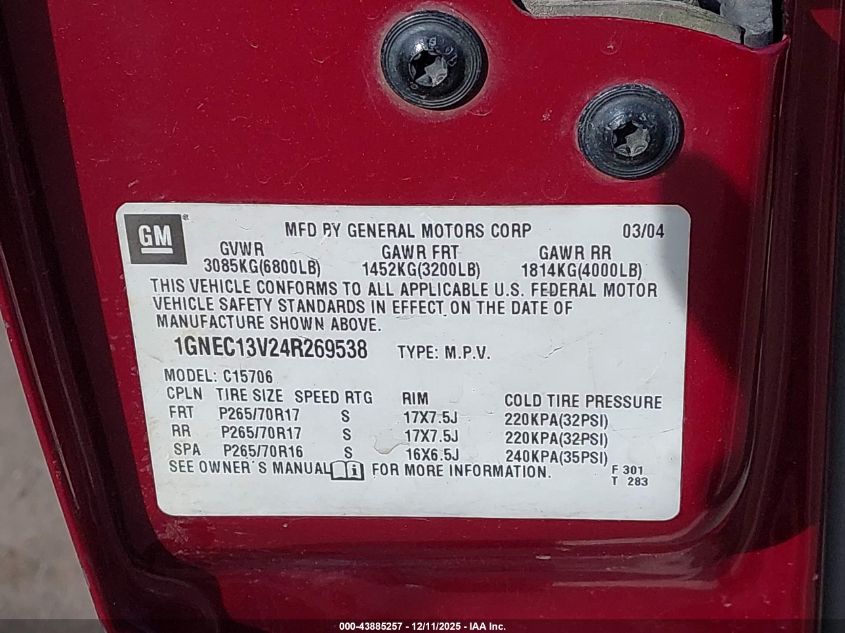 GM ®
MFD BY GENERAL MOTORS CORP 03/04
GVWR GAWR FRT GAWR RR
3085KG(6800LB) 1452KG(3200LB) 1814KG(4000LB)
THIS VEHICLE CONFORMS TO ALL APPLICABLE U.S. FEDERAL MOTOR
VEHICLE SAFETY STANDARDS IN EFFECT ON THE DATE OF
MANUFACTURE SHOWN ABOVE.
1GNEC13V24R269538 TYPE: M.P.V.
MODEL: C15706
CPLN TIRE SIZE SPEED RTG RIM COLD TIRE PRESSURE
FRT P265/70R17 S 17X7.5J 220KPA(32PSI)
RR P265/70R17 S 17X7.5J 220KPA(32PSI)
SPA P265/70R16 S 16X6.5J 240KPA(35PSI)
SEE OWNER'S MANUAL FOR MORE INFORMATION.
F 301
T 283
000-43885257 - 12/11/2025 - IAA Inc.